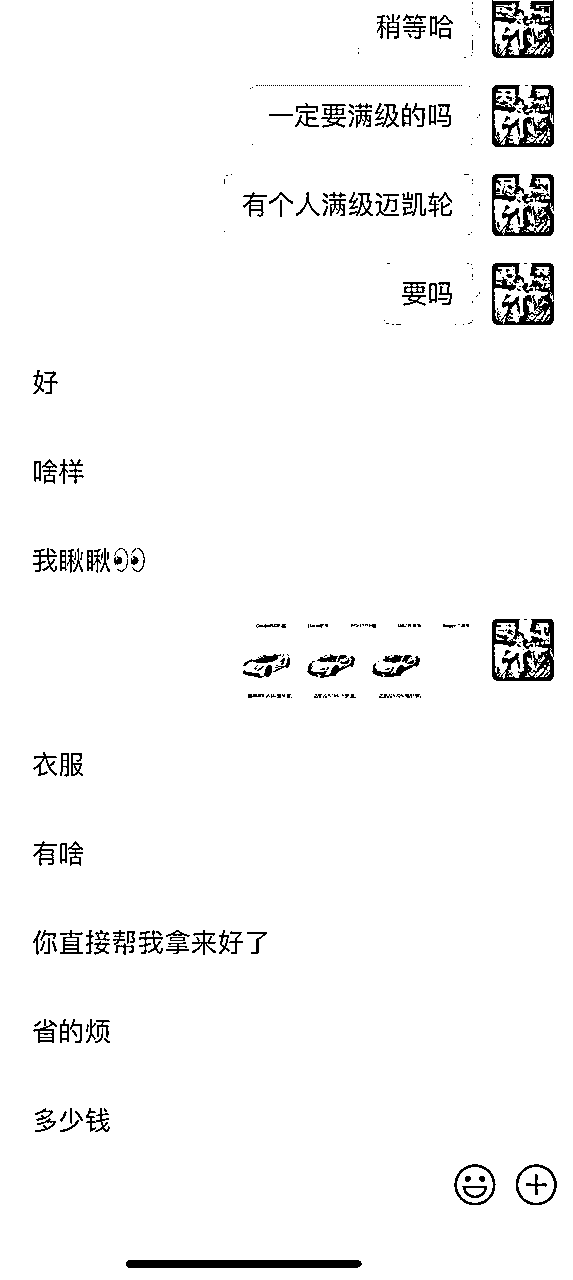 稍等哈
一定要满级的吗
有个人满级迈凯轮
要吗
好
啥样
我瞅瞅👀
衣服
有啥
你直接帮我拿来好了
省的烦
多少钱